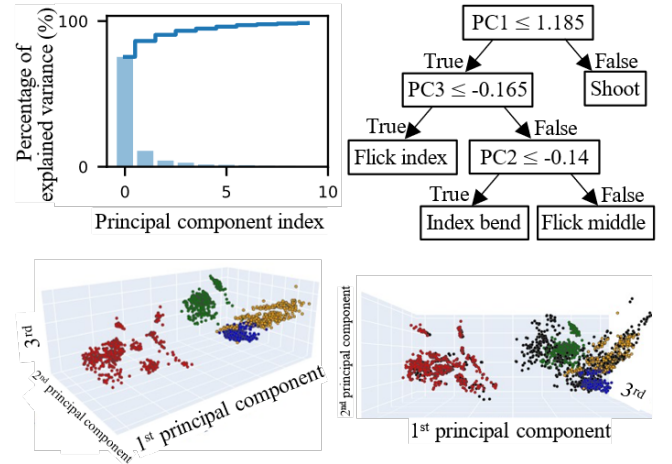 Percentage of
explained variance (%)
100
0
0
5
10
Principal component index
PC1 ≤ 1.185
True
False
PC3 ≤ -0.165
Shoot
True
False
Flick index
PC2 ≤ -0.14
True
False
Index bend
Flick middle
3rd
2nd principal component
1st principal component
2nd principal component
3rd
1st principal component